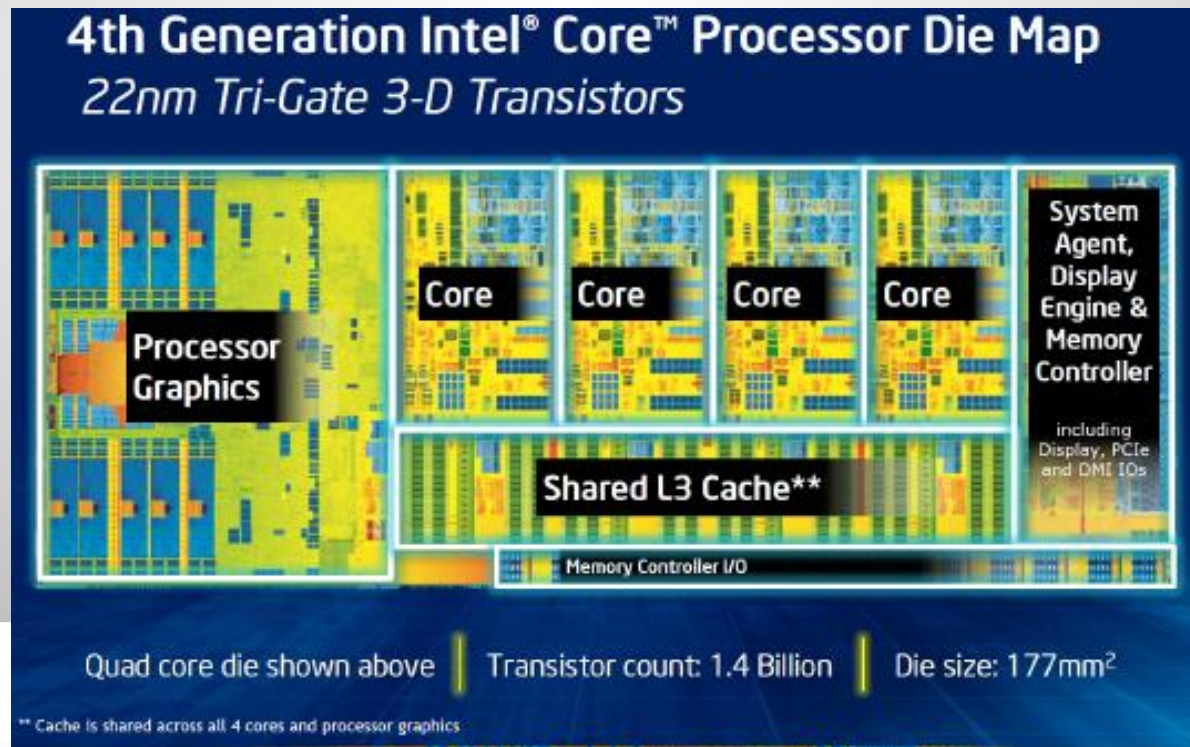 4th Generation Intel® Core™ Processor Die Map
22nm Tri-Gate 3-D Transistors
Processor
Graphics
Core
Core
Core
Core
System
Agent,
Display
Engine &
Memory
Controller
including
Display, PCIe
and DMI IOs
Shared L3 Cache**
Memory Controller I/O
Quad core die shown above
Transistor count: 1.4 Billion
Die size: 177mm²
** Cache is shared across all 4 cores and processor graphics